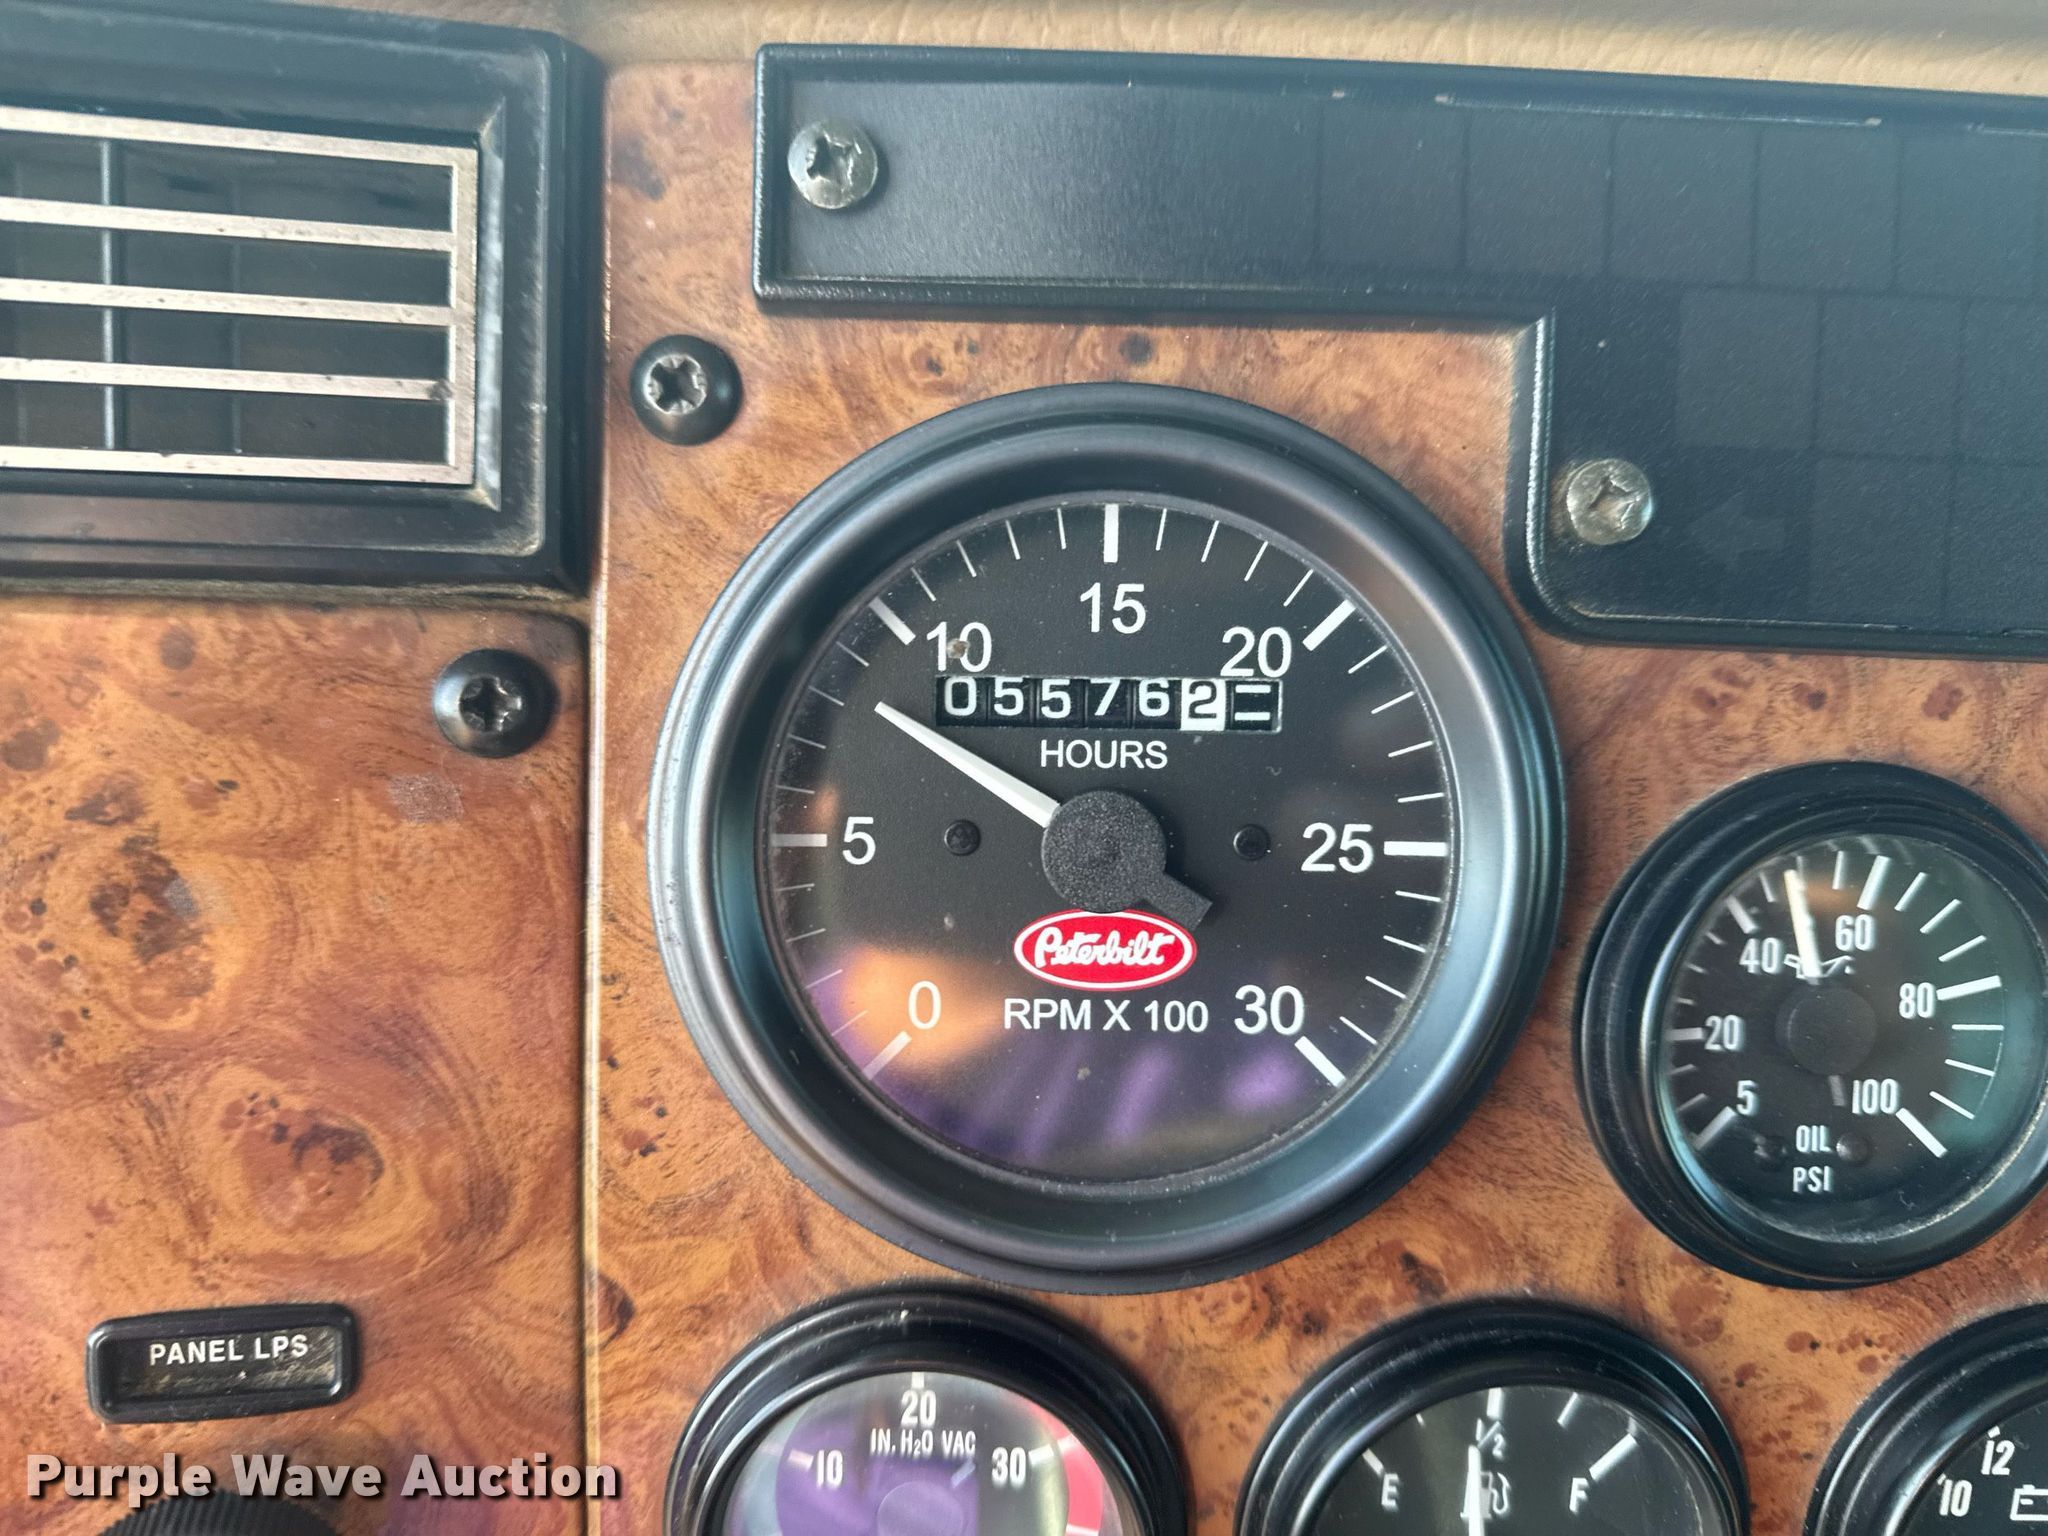 15
10
20
055762
HOURS
5
25
Peterbilt
0
RPM X 100
30
40
60
20
80
5
100
OIL
PSI
PANEL LPS
20
IN. H₂O VAC
10
30
1/2
E
F
12
10
Purple Wave Auction